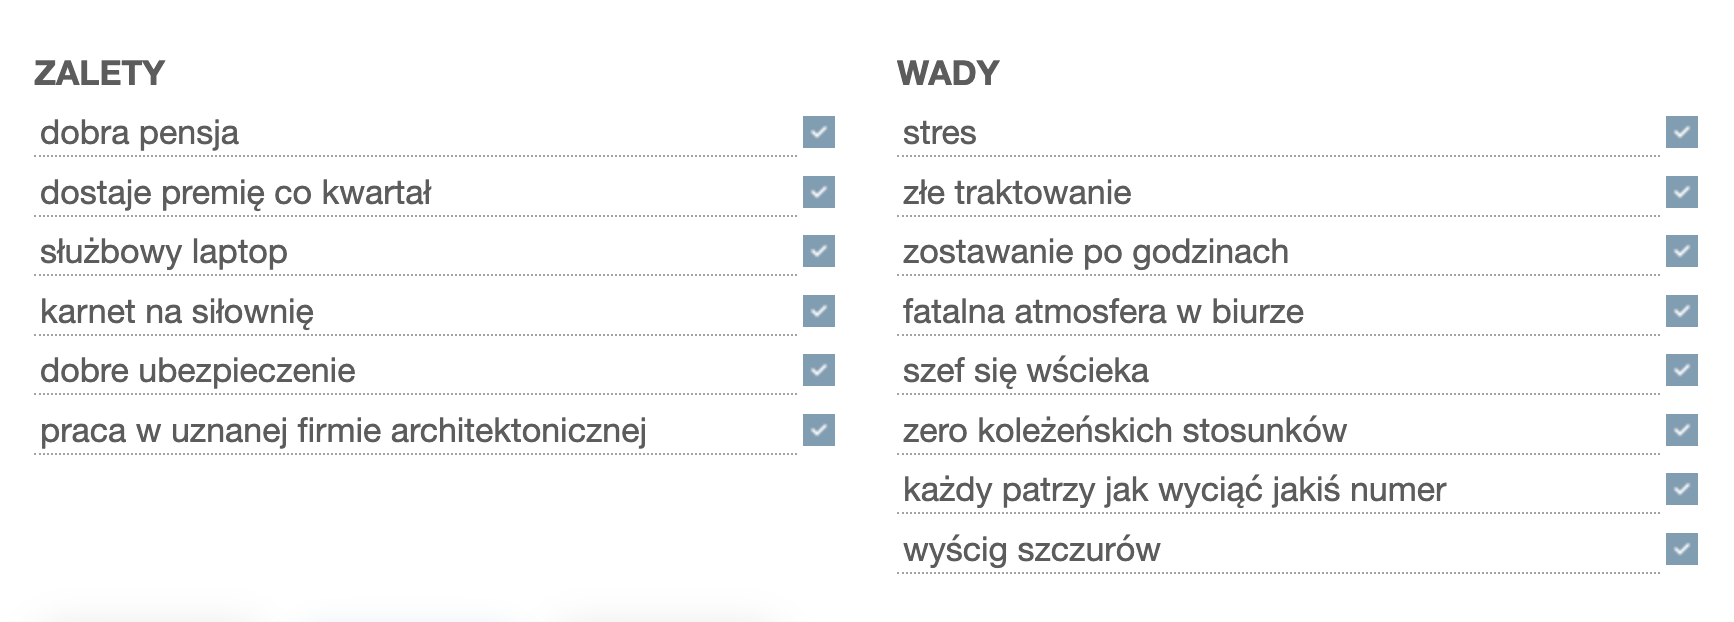 ZALETY
dobra pensja
dostaje premię co kwartał
służbowy laptop
karnet na siłownię
dobre ubezpieczenie
praca w uznanej firmie architektonicznej
WADY
stres
złe traktowanie
zostawanie po godzinach
fatalna atmosfera w biurze
szef się wścieka
zero koleżeńskich stosunków
każdy patrzy jak wyciąć jakiś numer
wyścig szczurów